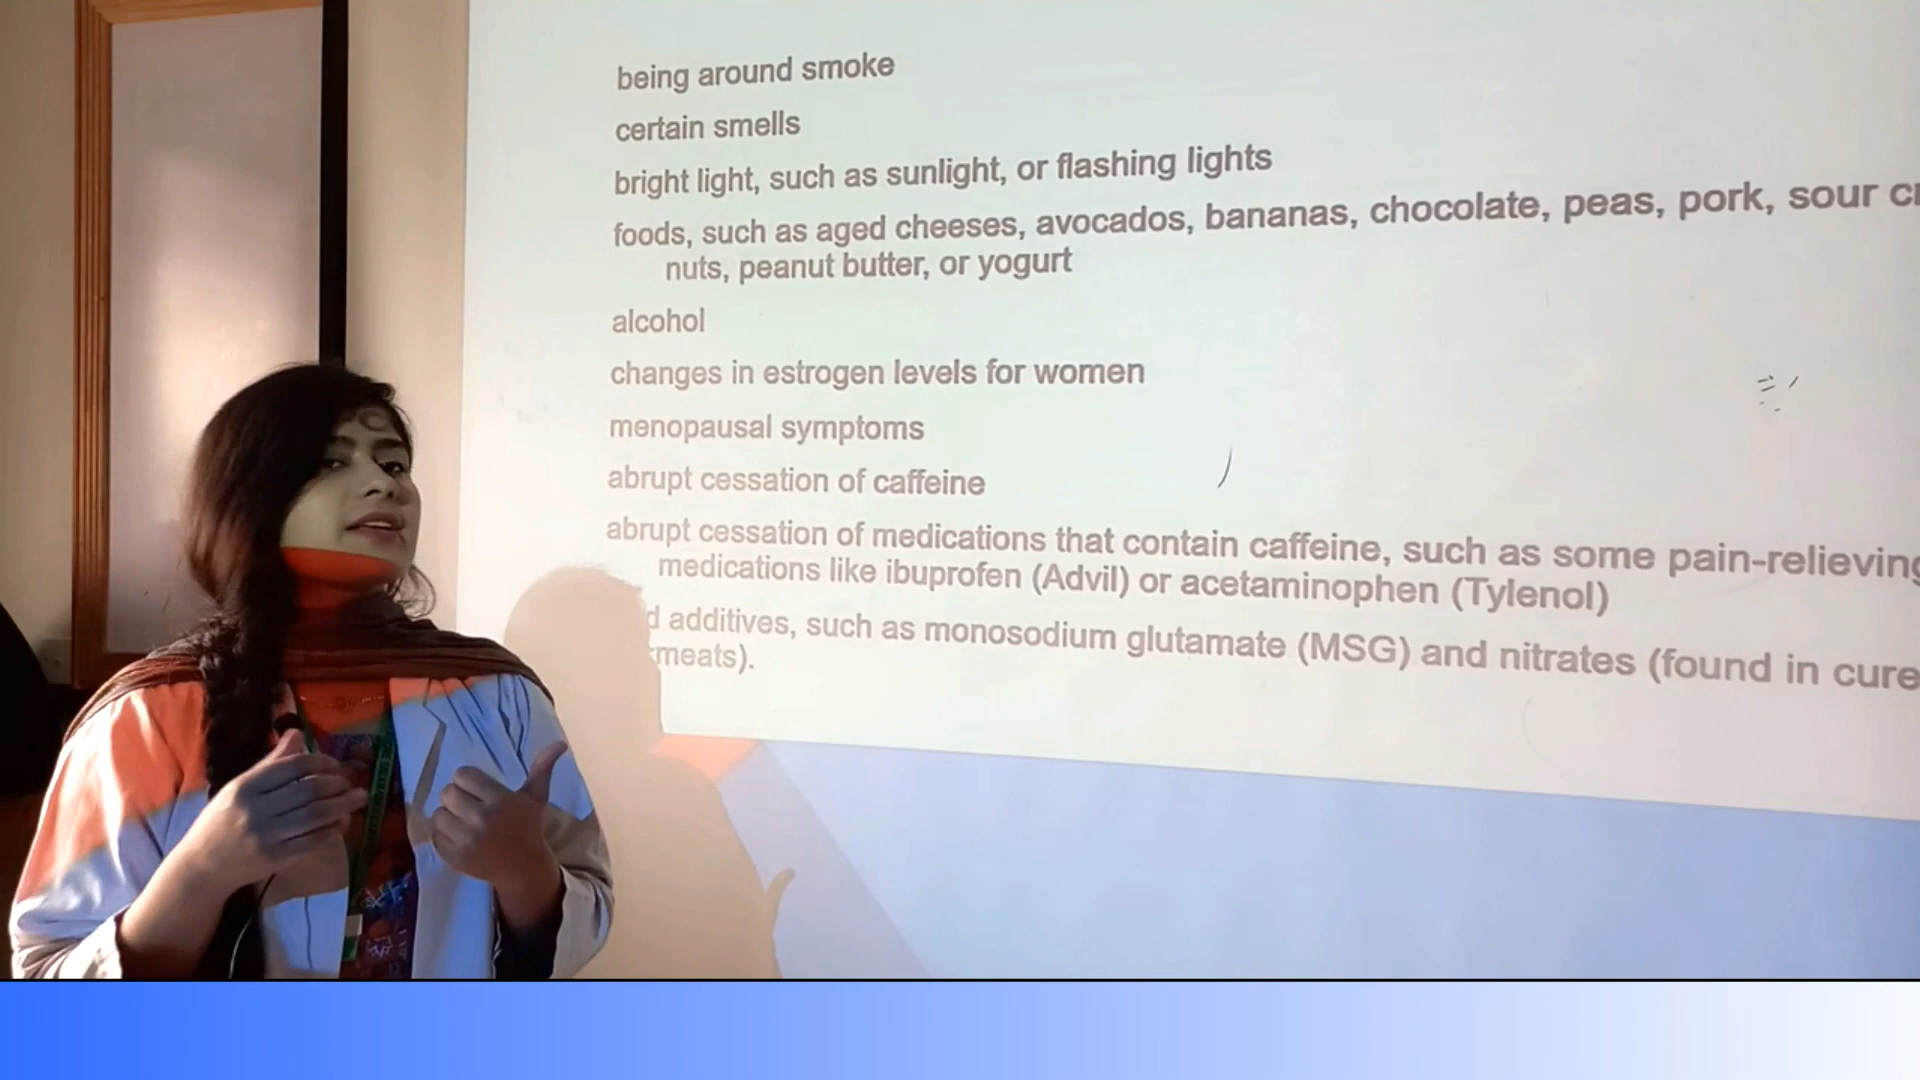 being around smoke
certain smells
bright light, such as sunlight, or flashing lights
foods, such as aged cheeses, avocados, bananas, chocolate, peas, pork, sour
nuts, peanut butter, or yogurt
alcohol
changes in estrogen levels for women
menopausal symptoms
abrupt cessation of caffeine
abrupt cessation of medications that contain caffeine, such as some pain-relieving
medications like ibuprofen (Advil) or acetaminophen (Tylenol)
additives, such as monosodium glutamate (MSG) and nitrates (found in
meats).